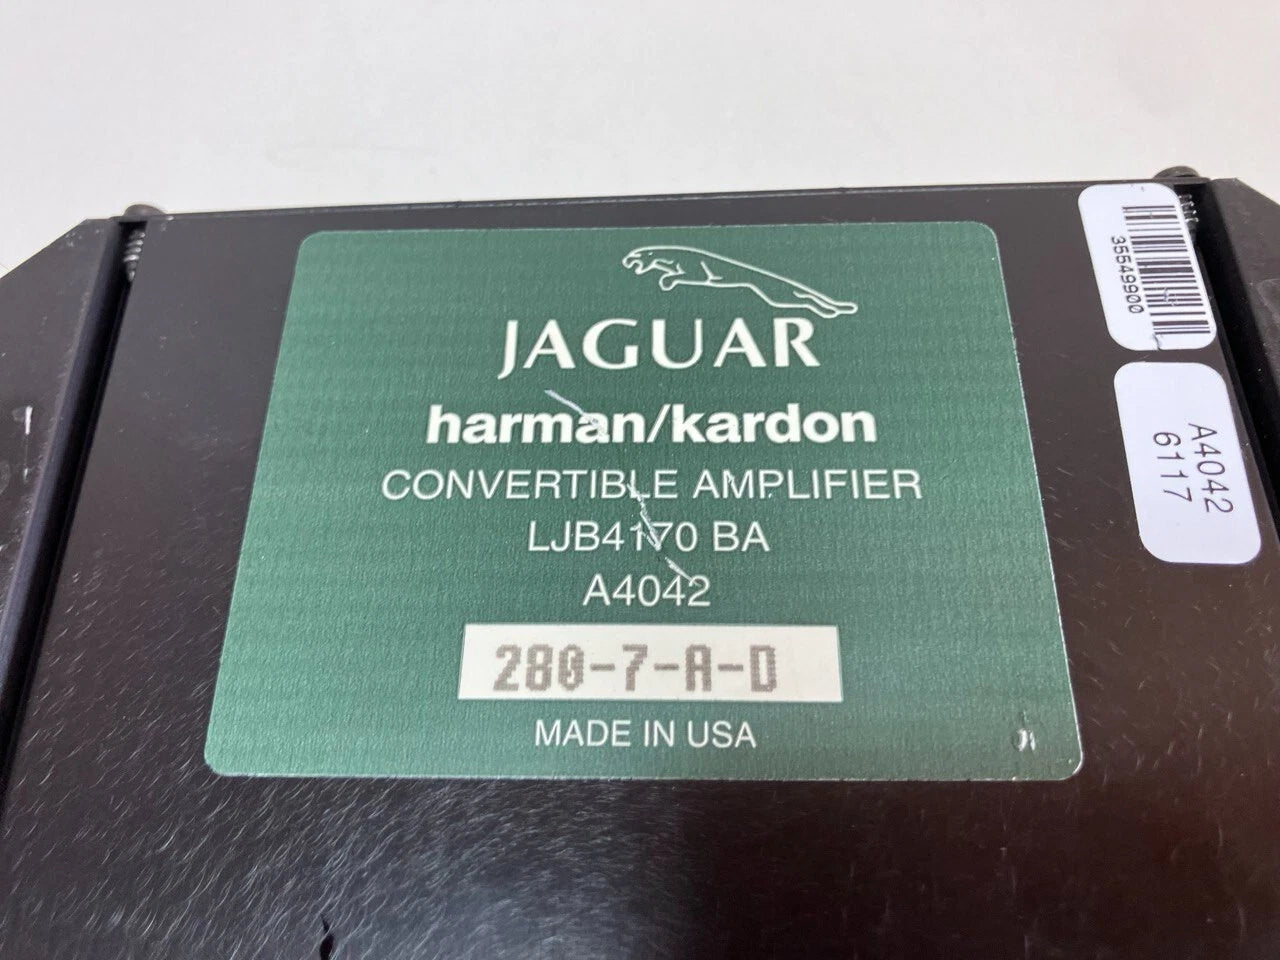 JAGUAR
harman/kardon
CONVERTIBLE AMPLIFIER
LJB4170 BA
A4042
280-7-A-D
MADE IN USA
35549900
A4042
6117